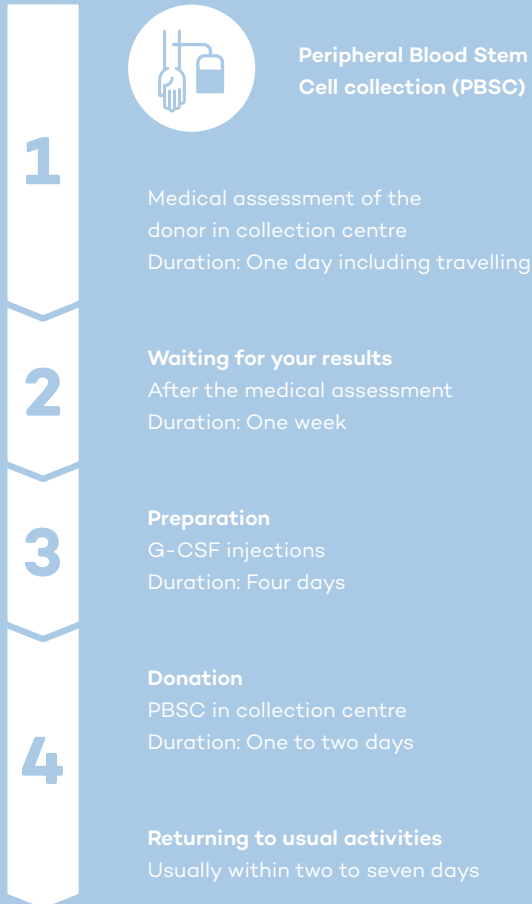 Peripheral Blood Stem
Cell collection (PBSC)
1
Medical assessment of the
donor in collection centre
Duration: One day including travelling
2
Waiting for your results
After the medical assessment
Duration: One week
3
Preparation
G-CSF injections
Duration: Four days
4
Donation
PBSC in collection centre
Duration: One to two days
Returning to usual activities
Usually within two to seven days